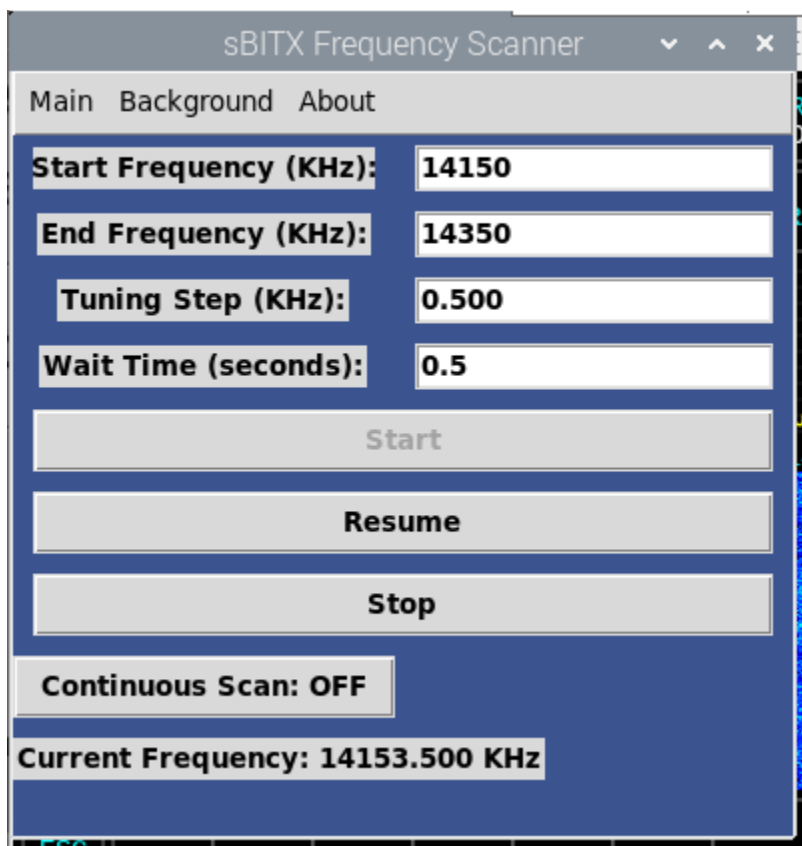 sBITX Frequency Scanner
Main Background About
Start Frequency (KHz): 14150
End Frequency (KHz): 14350
Tuning Step (KHz): 0.500
Wait Time (seconds): 0.5
Start
Resume
Stop
Continuous Scan: OFF
Current Frequency: 14153.500 KHz